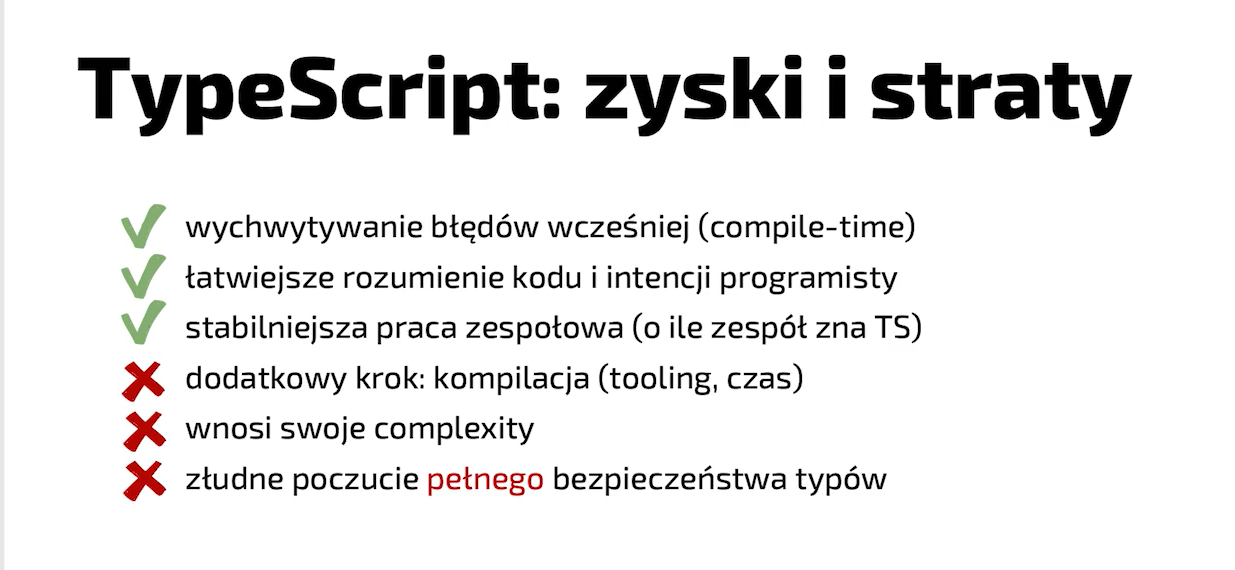 TypeScript: zyski i straty
wychwytywanie błędów wcześniej (compile-time)
łatwiejsze rozumienie kodu i intencji programisty
stabilniejsza praca zespołowa (o ile zespół zna TS)
dodatkowy krok: kompilacja (tooling, czas)
wnosi swoje complexity
złudne poczucie pełnego bezpieczeństwa typów